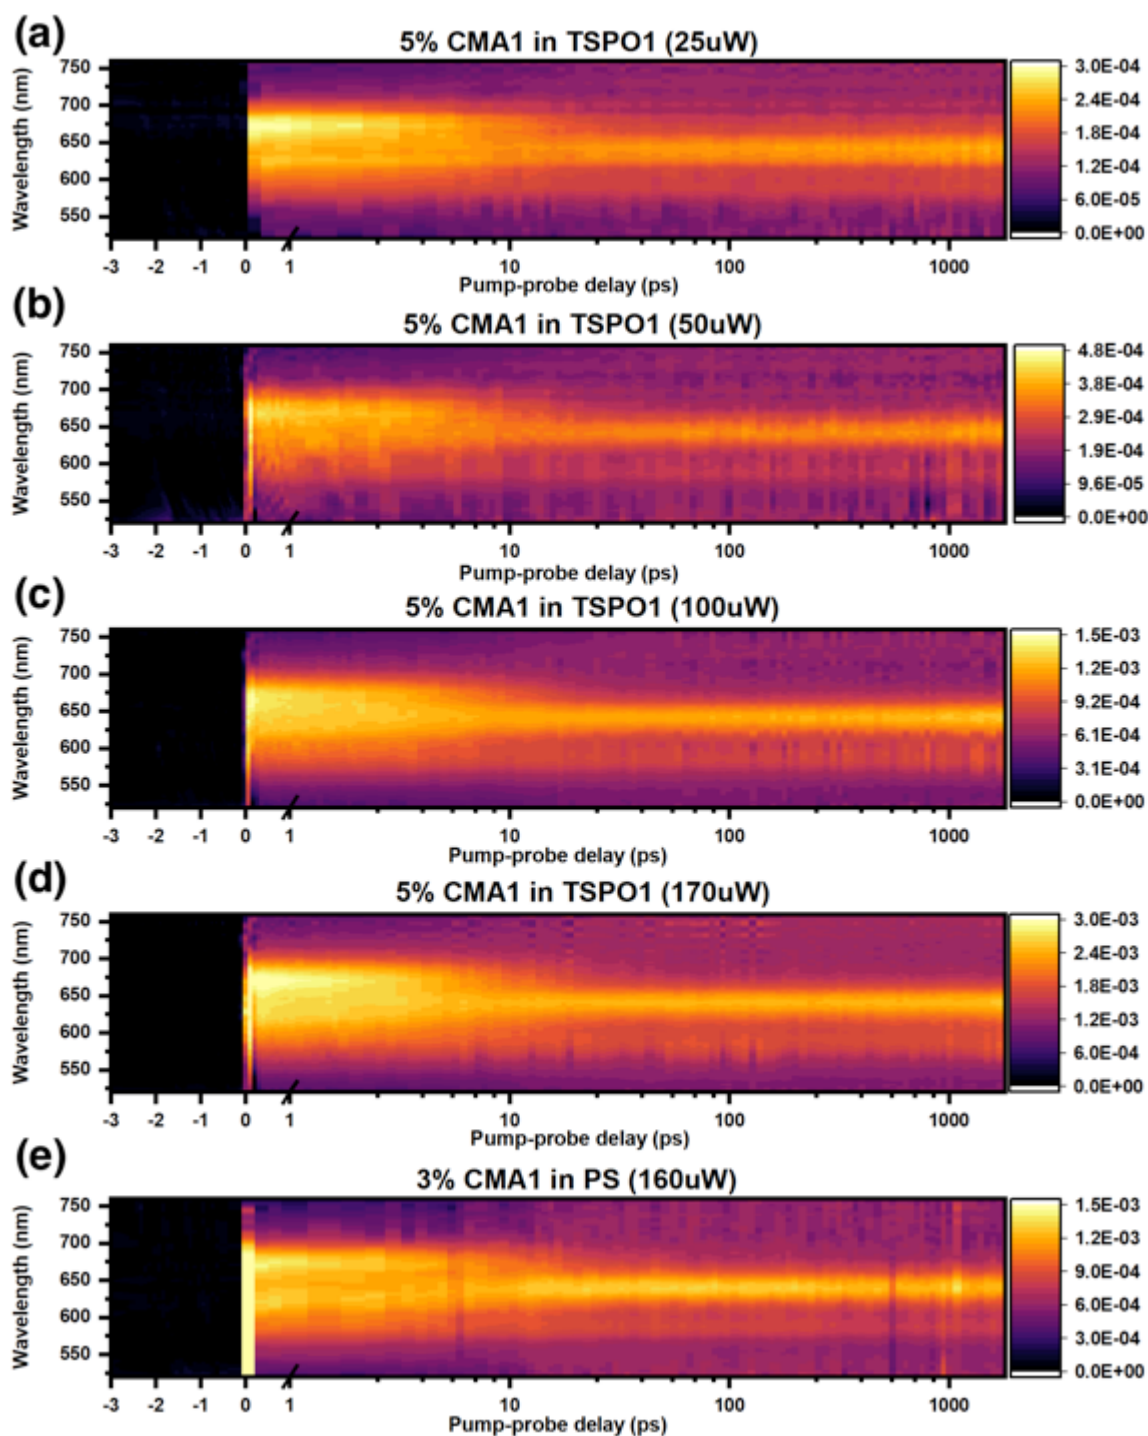 (a)
5% CMA1 in TSPO1 (25uW)
Wavelength (nm)
750
700
650
600
550
3.0E-04
2.4E-04
1.8E-04
1.2E-04
6.0E-05
0.0E+00
-3 -2 -1 0 1 10 100 1000
Pump-probe delay (ps)
(b)
5% CMA1 in TSPO1 (50uW)
Wavelength (nm)
750
700
650
600
550
4.8E-04
3.8E-04
2.9E-04
1.9E-04
9.6E-05
0.0E+00
-3 -2 -1 0 1 10 100 1000
Pump-probe delay (ps)
(c)
5% CMA1 in TSPO1 (100uW)
Wavelength (nm)
750
700
650
600
550
1.5E-03
1.2E-03
9.2E-04
6.1E-04
3.1E-04
0.0E+00
-3 -2 -1 0 1 10 100 1000
Pump-probe delay (ps)
(d)
5% CMA1 in TSPO1 (170uW)
Wavelength (nm)
750
700
650
600
550
3.0E-03
2.4E-03
1.8E-03
1.2E-03
6.0E-04
0.0E+00
-3 -2 -1 0 1 10 100 1000
Pump-probe delay (ps)
(e)
3% CMA1 in PS (160uW)
Wavelength (nm)
750
700
650
600
550
1.5E-03
1.2E-03
9.0E-04
6.0E-04
3.0E-04
0.0E+00
-3 -2 -1 0 1 10 100 1000
Pump-probe delay (ps)